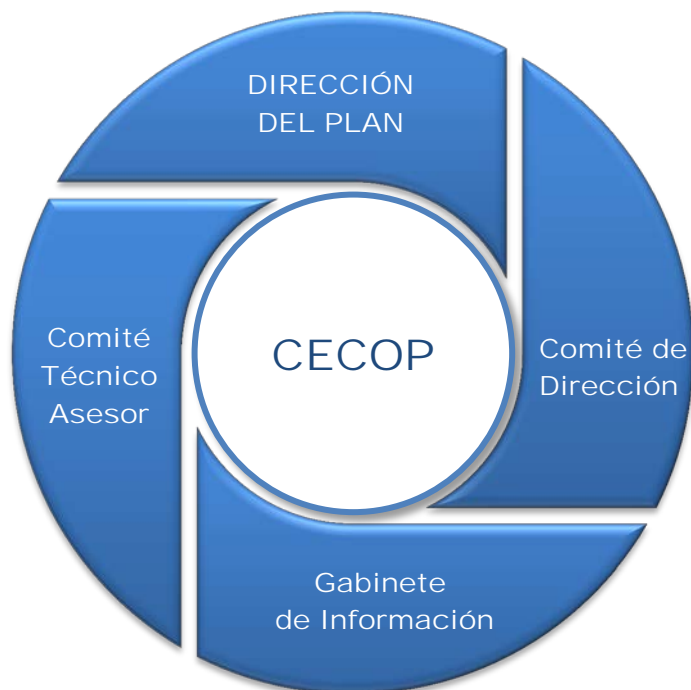 DIRECCIÓN
DEL PLAN
Comité
Técnico
Asesor
CECOP
Comité de
Dirección
Gabinete
de Información